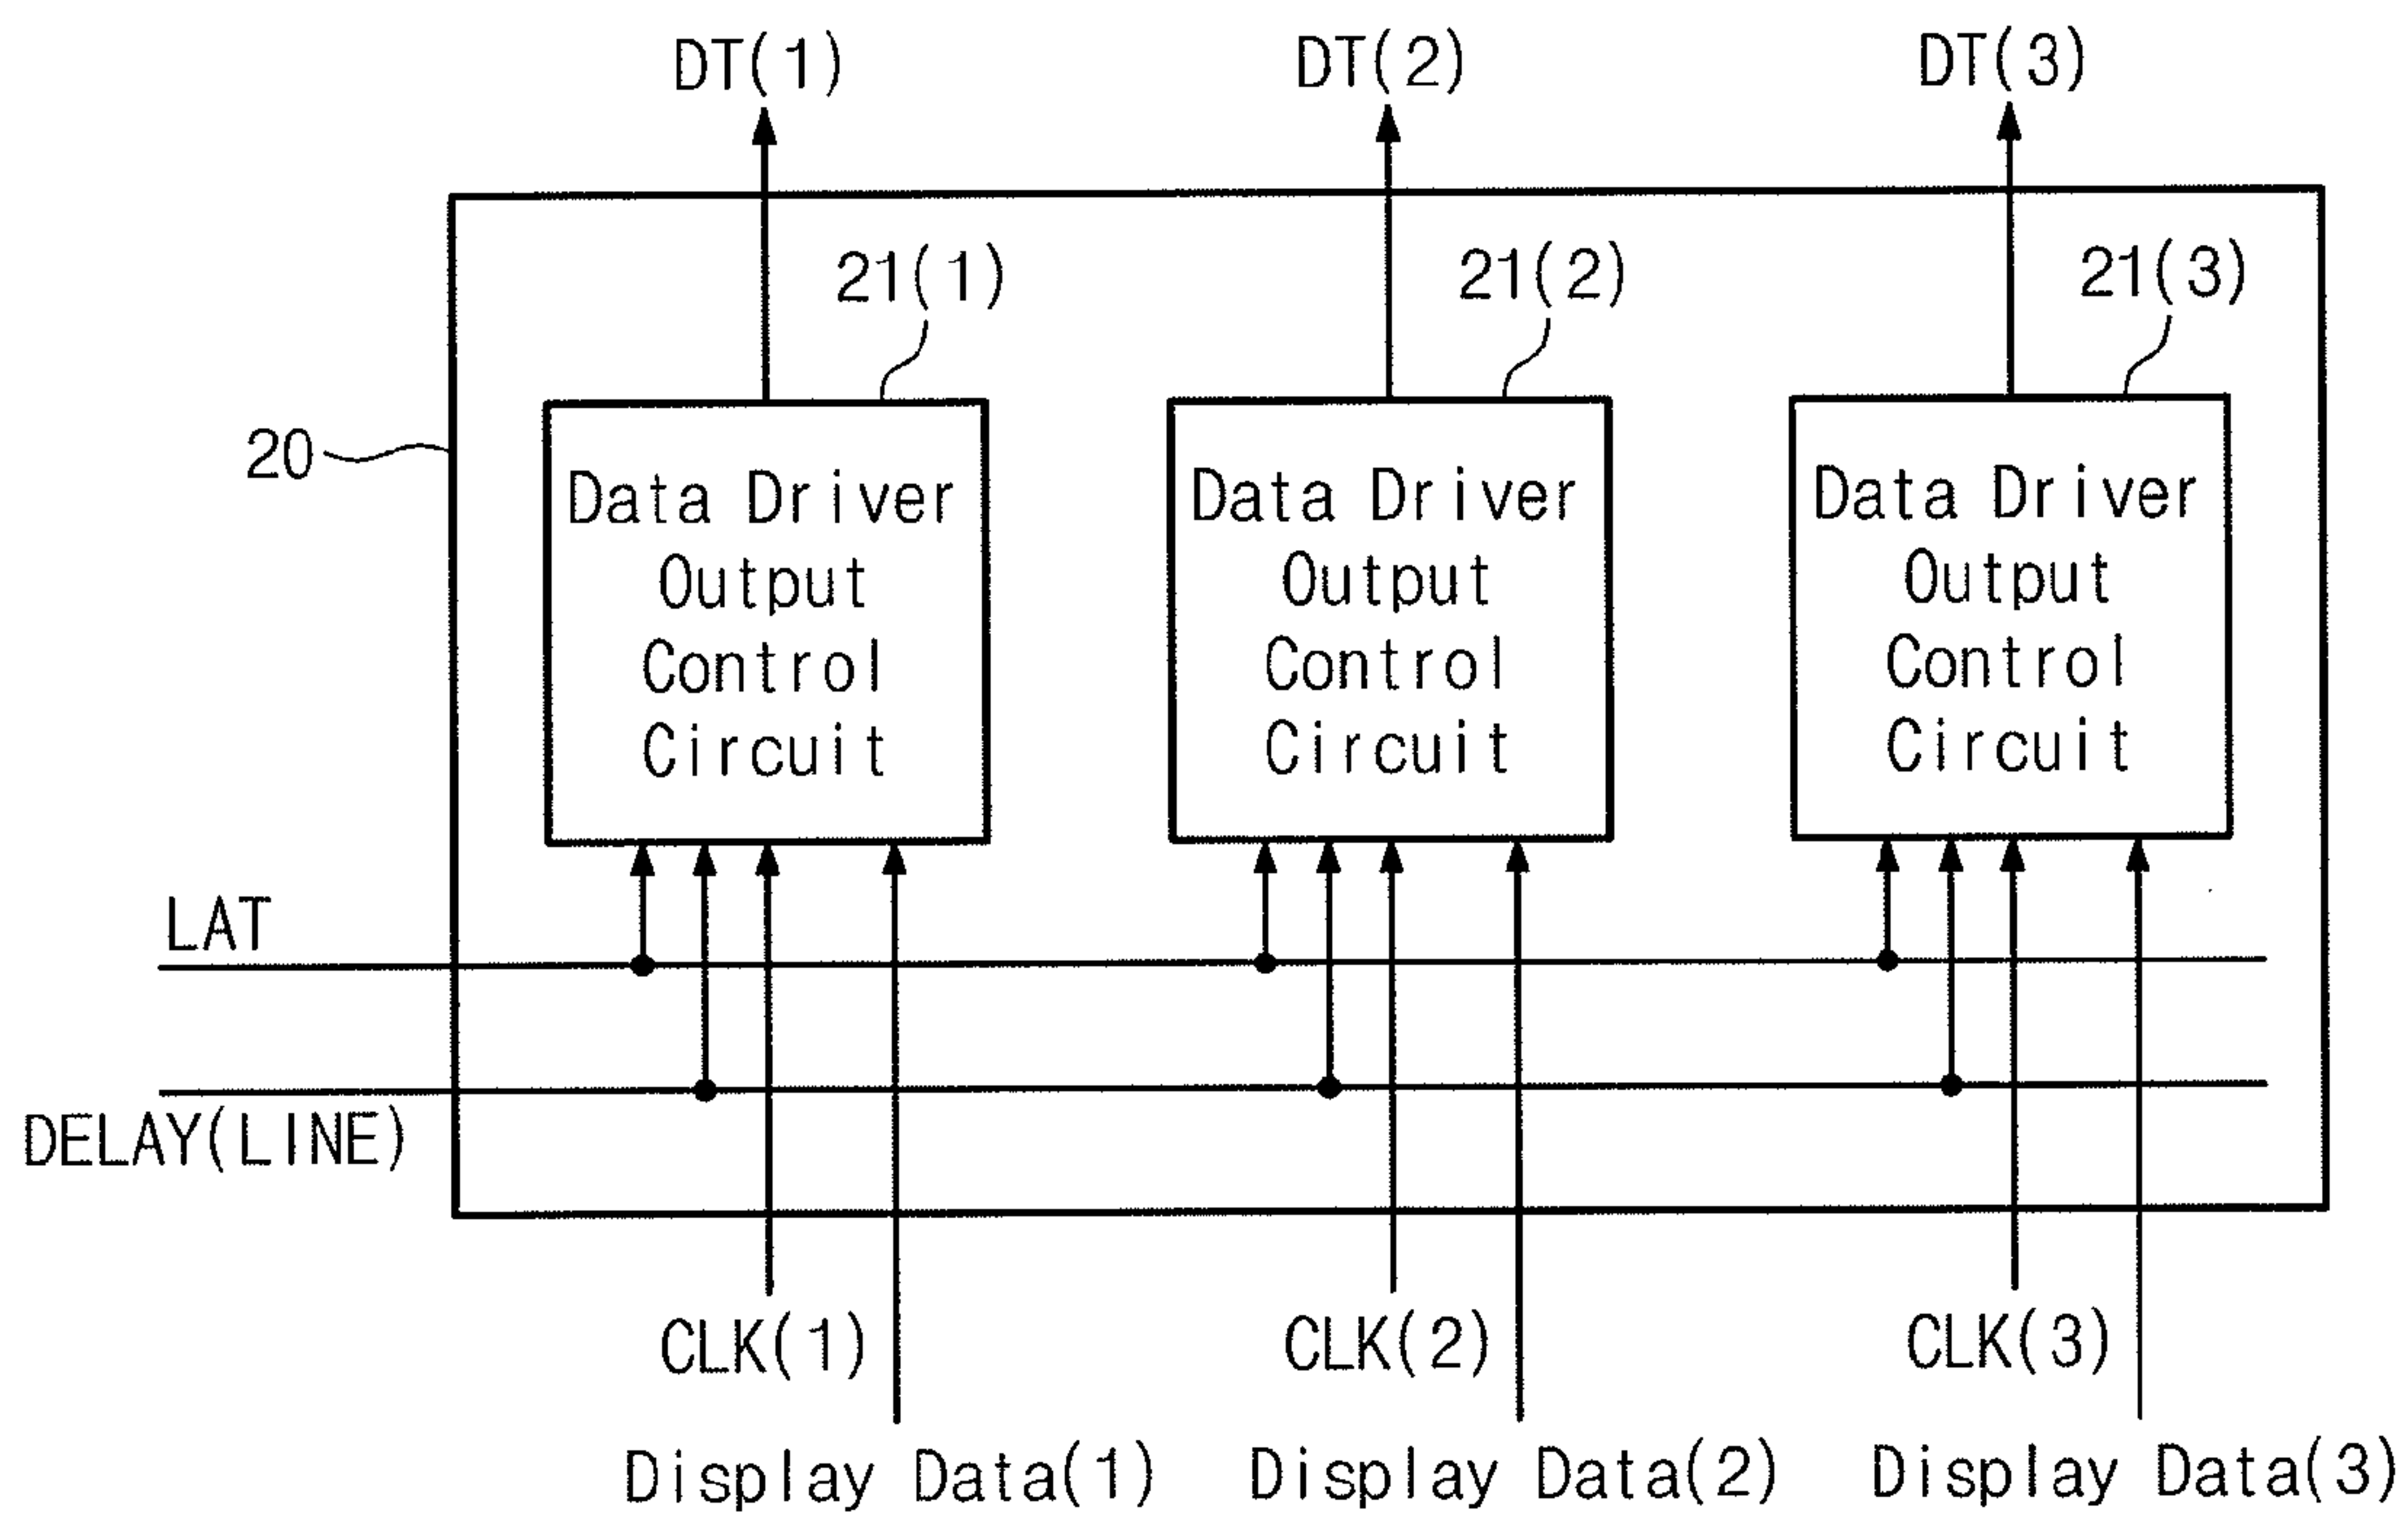 DT(1) DT(2) DT(3)
21(1) 21(2) 21(3)
20
Data Driver
Output
Control
Circuit
Data Driver
Output
Control
Circuit
Data Driver
Output
Control
Circuit
LAT
DELAY(LINE)
CLK(1) CLK(2) CLK(3)
Display Data(1) Display Data(2) Display Data(3)